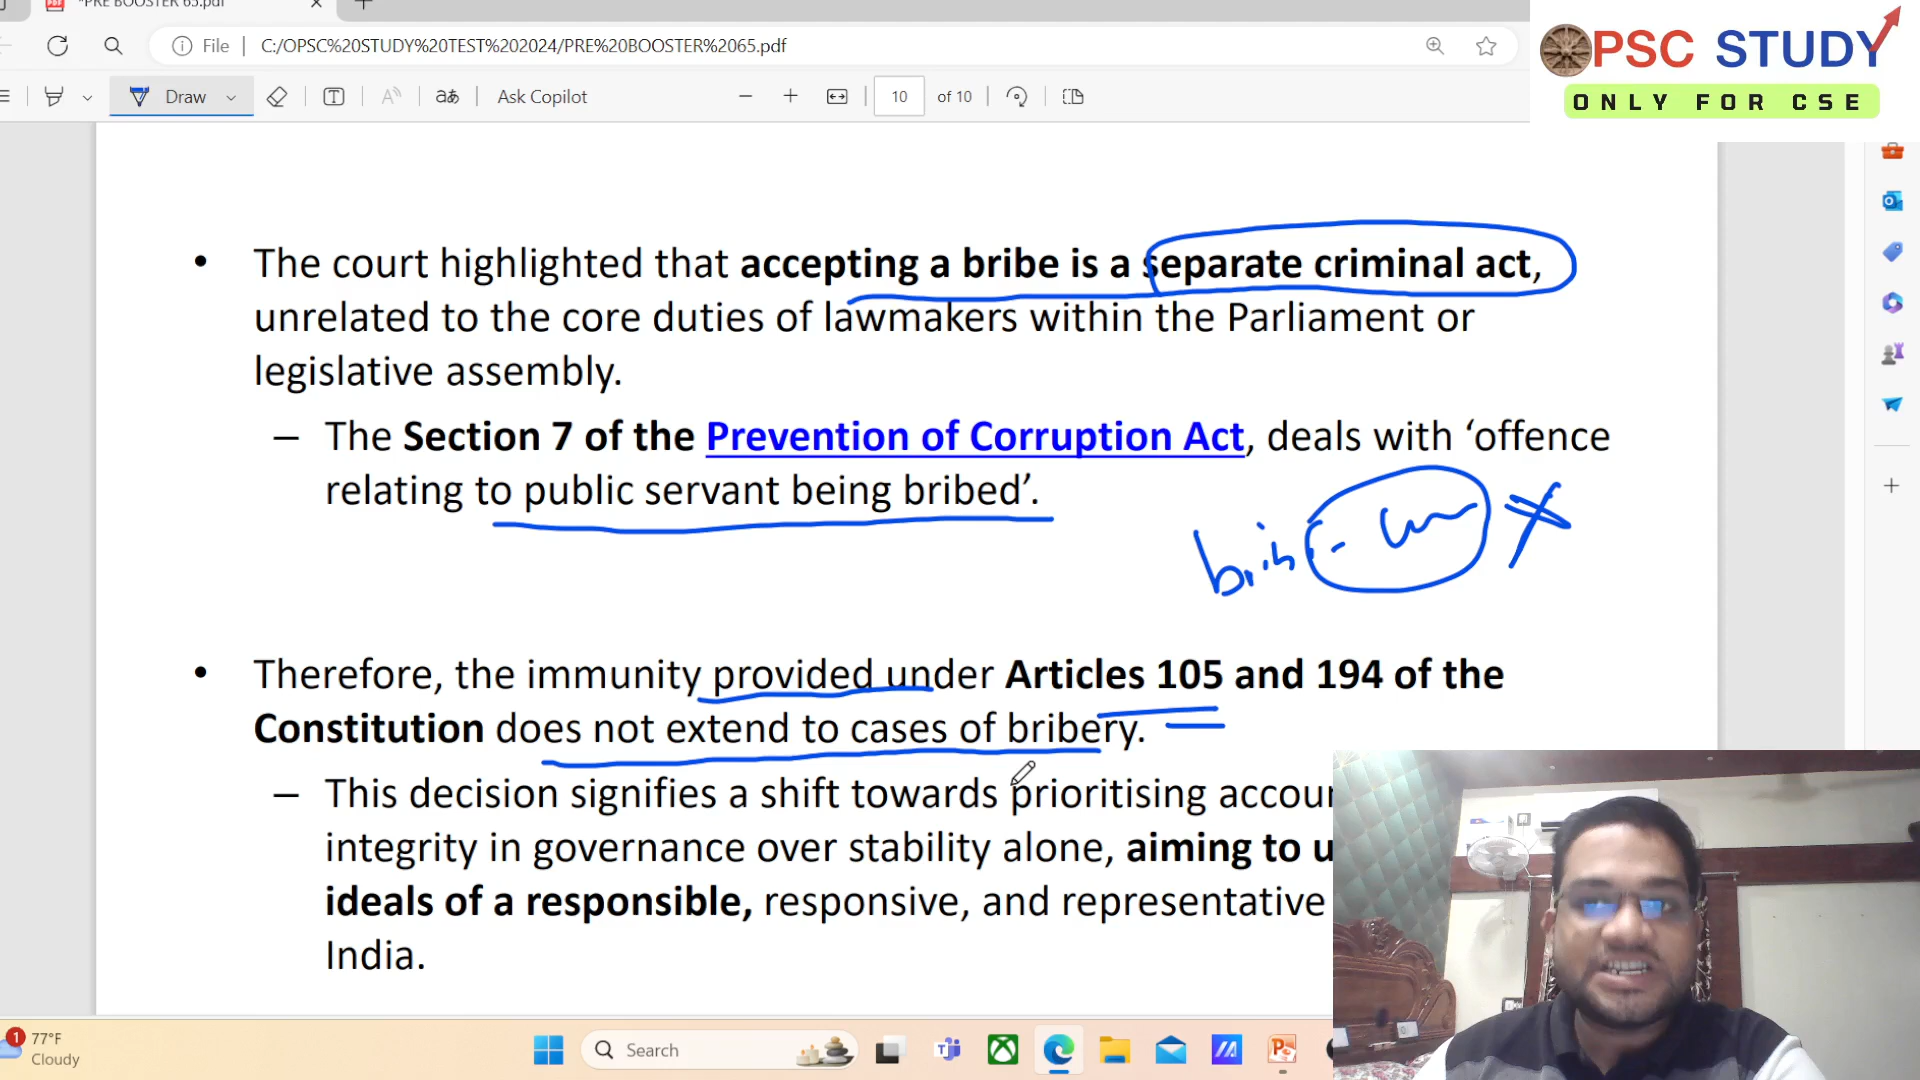 *PRE BOOSTER 65.pdf
File C:/OPSC%20STUDY%20TEST%202024/PRE%20BOOSTER%2065.pdf
PSC STUDY
ONLY FOR CSE
Draw
Ask Copilot
10 of 10
• The court highlighted that accepting a bribe is a separate criminal act,
unrelated to the core duties of lawmakers within the Parliament or
legislative assembly.
– The Section 7 of the Prevention of Corruption Act, deals with ‘offence
relating to public servant being bribed’.
• Therefore, the immunity provided under Articles 105 and 194 of the
Constitution does not extend to cases of bribery.
– This decision signifies a shift towards prioritising
integrity in governance over stability alone, aiming to
ideals of a responsible, responsive, and representative
India.
1
77°F
Cloudy
Search